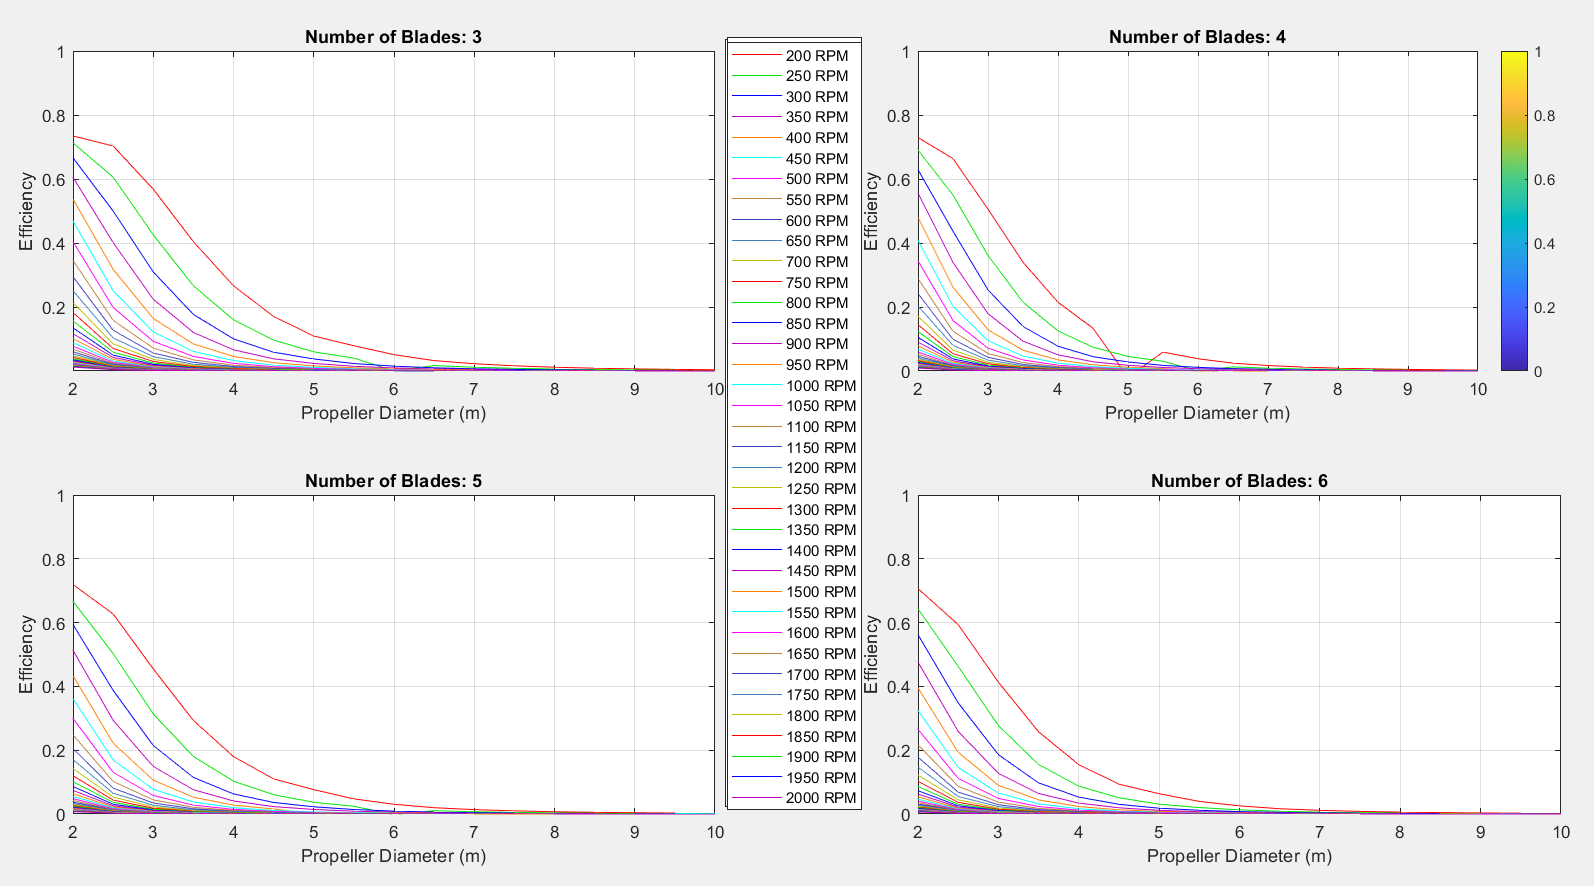 Number of Blades: 3
1
0.8
0.6
0.4
0.2
Efficiency
2 3 4 5 6 7 8 9 10
Propeller Diameter (m)
200 RPM
250 RPM
300 RPM
350 RPM
400 RPM
450 RPM
500 RPM
550 RPM
600 RPM
650 RPM
700 RPM
750 RPM
800 RPM
850 RPM
900 RPM
950 RPM
1000 RPM
1050 RPM
1100 RPM
1150 RPM
1200 RPM
1250 RPM
1300 RPM
1350 RPM
1400 RPM
1450 RPM
1500 RPM
1550 RPM
1600 RPM
1650 RPM
1700 RPM
1750 RPM
1800 RPM
1850 RPM
1900 RPM
1950 RPM
2000 RPM
Number of Blades: 4
1
0.8
0.6
0.4
0.2
0
Efficiency
2 3 4 5 6 7 8 9 10
Propeller Diameter (m)
1
0.8
0.6
0.4
0.2
0
Number of Blades: 5
1
0.8
0.6
0.4
0.2
0
Efficiency
2 3 4 5 6 7 8 9 10
Propeller Diameter (m)
Number of Blades: 6
1
0.8
0.6
0.4
0.2
0
Efficiency
2 3 4 5 6 7 8 9 10
Propeller Diameter (m)